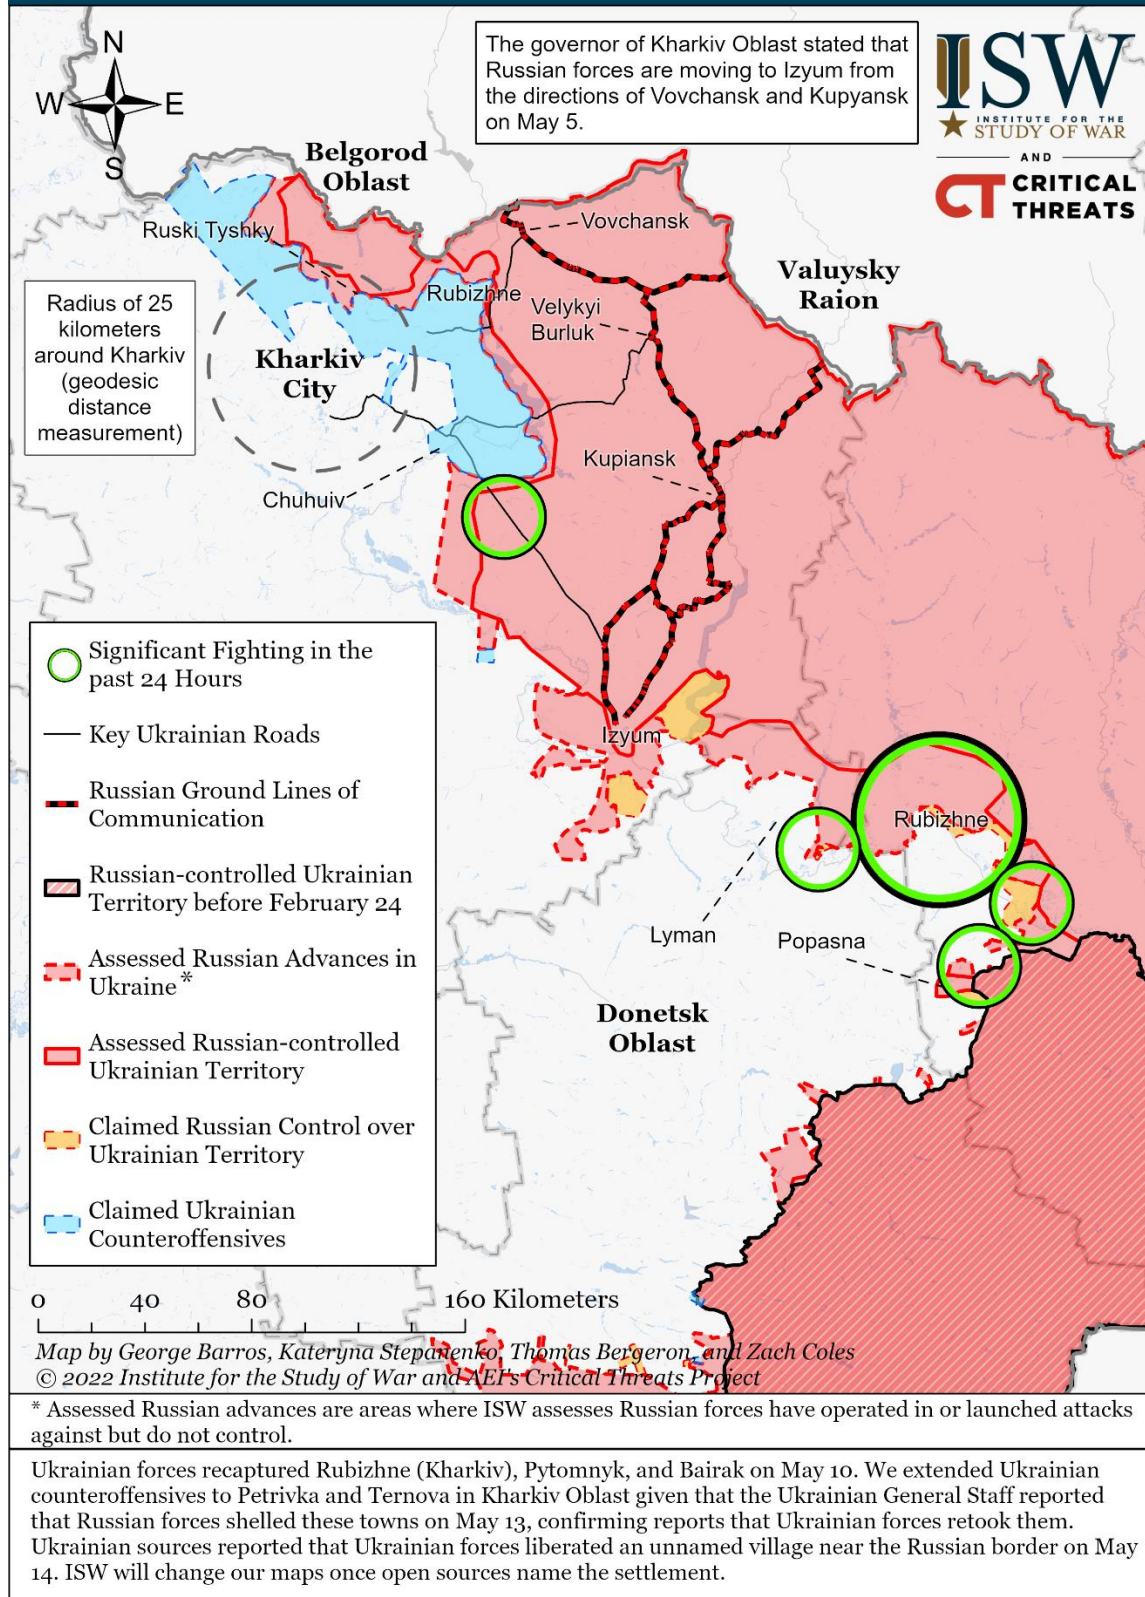 N
W
E
S
The governor of Kharkiv Oblast stated that
Russian forces are moving to Izyum from
the directions of Vovchansk and Kupyansk
on May 5.
ISW
INSTITUTE FOR THE
STUDY OF WAR
AND
CT CRITICAL
THREATS
Belgorod
Oblast
Ruski Tyshky
Vovchansk
Valuysky
Raion
Rubizhne
Velykyi
Burluk
Radius of 25
kilometers
around Kharkiv
(geodesic
distance
measurement)
Kharkiv
City
Kupiansk
Chuhuiv
Izyum
Rubizhne
Lyman
Popasna
Donetsk
Oblast
Significant Fighting in the
past 24 Hours
Key Ukrainian Roads
Russian Ground Lines of
Communication
Russian-controlled Ukrainian
Territory before February 24
Assessed Russian Advances in
Ukraine*
Assessed Russian-controlled
Ukrainian Territory
Claimed Russian Control over
Ukrainian Territory
Claimed Ukrainian
Counteroffensives
0 40 80 160 Kilometers
Map by George Barros, Kateryna Stepanenko, Thomas Bergeron, and Zach Coles
© 2022 Institute for the Study of War and AEI's Critical Threats Project
* Assessed Russian advances are areas where ISW assesses Russian forces have operated in or launched attacks
against but do not control.
Ukrainian forces recaptured Rubizhne (Kharkiv), Pytomnyk, and Bairak on May 10. We extended Ukrainian
counteroffensives to Petrivka and Ternova in Kharkiv Oblast given that the Ukrainian General Staff reported
that Russian forces shelled these towns on May 13, confirming reports that Ukrainian forces retook them.
Ukrainian sources reported that Ukrainian forces liberated an unnamed village near the Russian border on May
14. ISW will change our maps once open sources name the settlement.